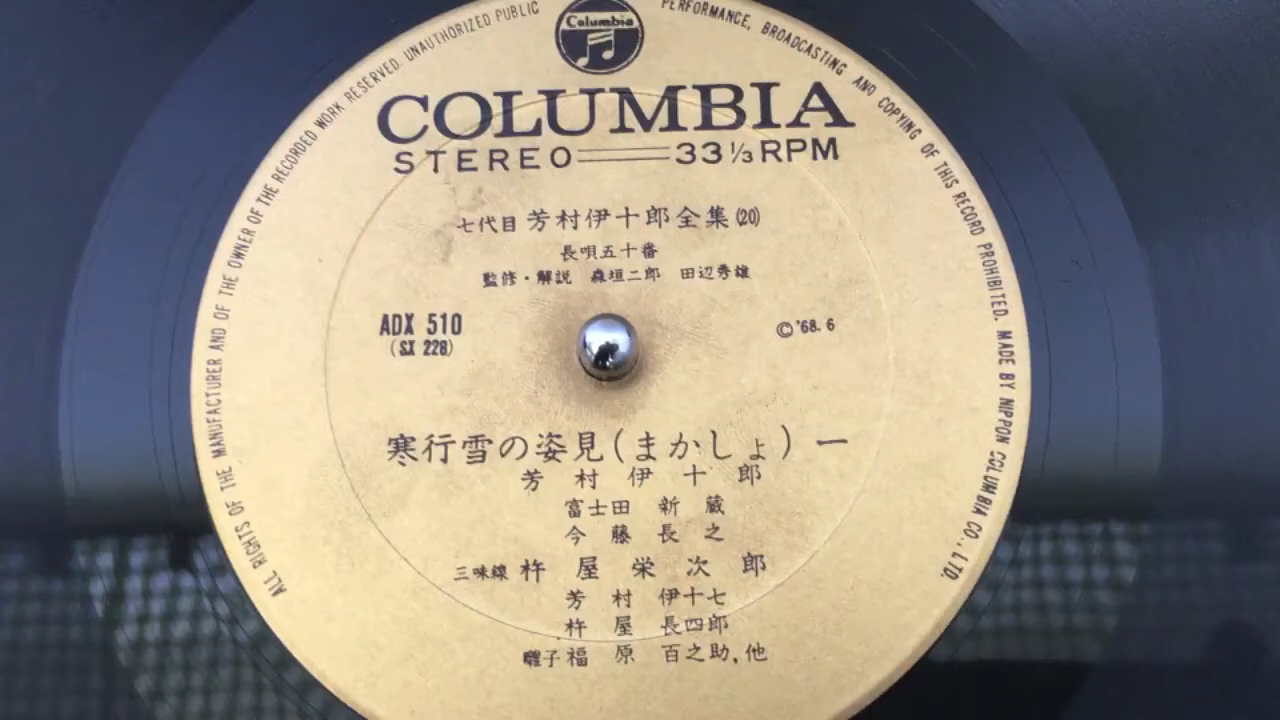 ALL RIGHTS OF THE MANUFACTURER AND OF THE OWNER OF THE RECORDED WORK RESERVED. UNAUTHORIZED PUBLIC PERFORMANCE, BROADCASTING AND COPYING OF THIS RECORD PROHIBITED. MADE BY NIPPON COLUMBIA CO., LTD.
Columbia
COLUMBIA
STEREO 33⅓ RPM
七代目 芳村伊十郎全集(20)
長唄五十番
監修・解説 森垣二郎 田辺秀雄
ADX 510 ©'68.6
(SX 228)
寒行雪の姿見(まかしょ) 一
芳村伊十郎
富士田 新蔵
今藤長之
三味線 杵屋栄次郎
芳村 伊十七
杵屋 長四郎
囃子 福原 百之助,他